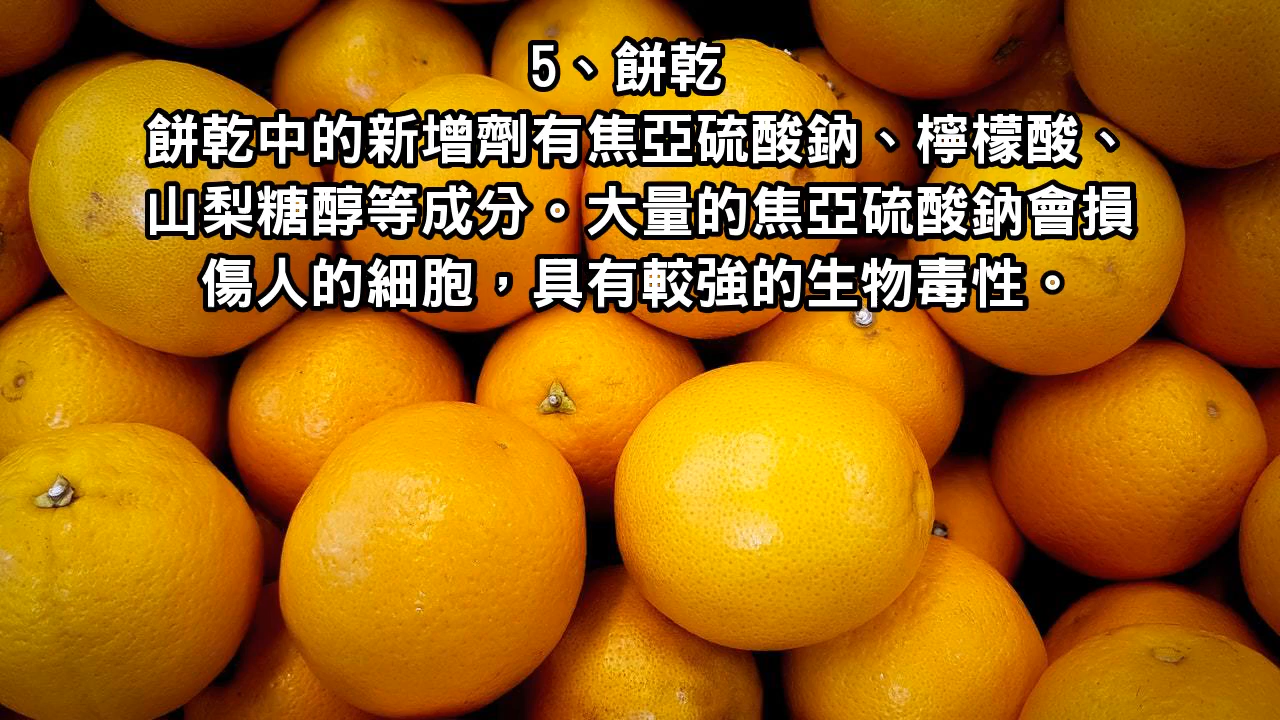 5、餅乾
餅乾中的新增劑有焦亞硫酸鈉、檸檬酸、
山梨糖醇等成分。大量的焦亞硫酸鈉會損
傷人的細胞，具有較強的生物毒性。